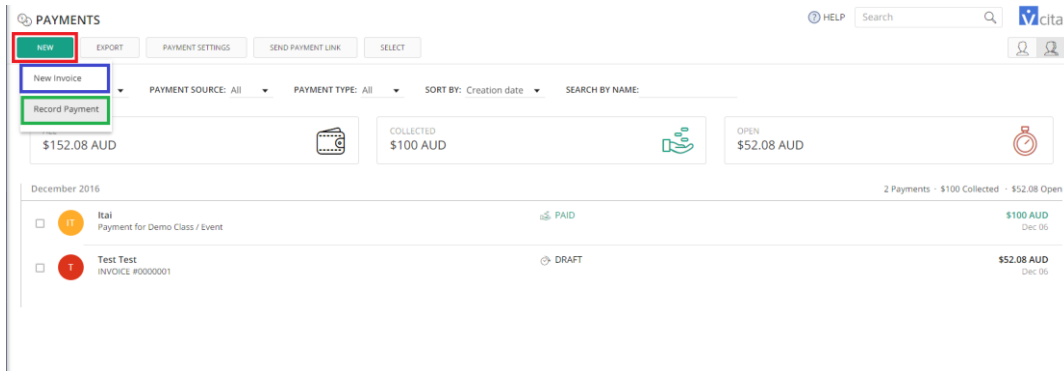 PAYMENTS
HELP
Search
vcita
NEW
EXPORT
PAYMENT SETTINGS
SEND PAYMENT LINK
SELECT
New Invoice
Record Payment
PAYMENT SOURCE: All
PAYMENT TYPE: All
SORT BY: Creation date
SEARCH BY NAME:
$152.08 AUD
COLLECTED
$100 AUD
OPEN
$52.08 AUD
December 2016
2 Payments · $100 Collected · $52.08 Open
IT
Itai
Payment for Demo Class / Event
PAID
$100 AUD
Dec 06
T
Test Test
INVOICE #0000001
DRAFT
$52.08 AUD
Dec 06